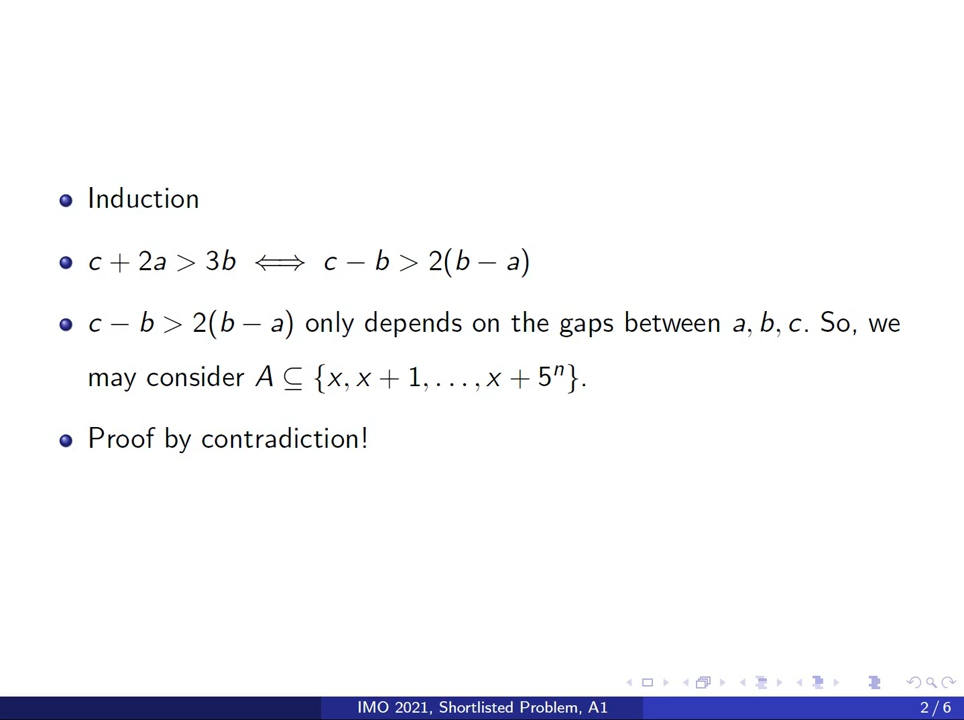 Induction
c + 2a > 3b ⟺ c − b > 2(b − a)
c − b > 2(b − a) only depends on the gaps between a, b, c. So, we
may consider A ⊆ {x, x + 1, . . . , x + 5ⁿ}.
Proof by contradiction!
IMO 2021, Shortlisted Problem, A1
2 / 6